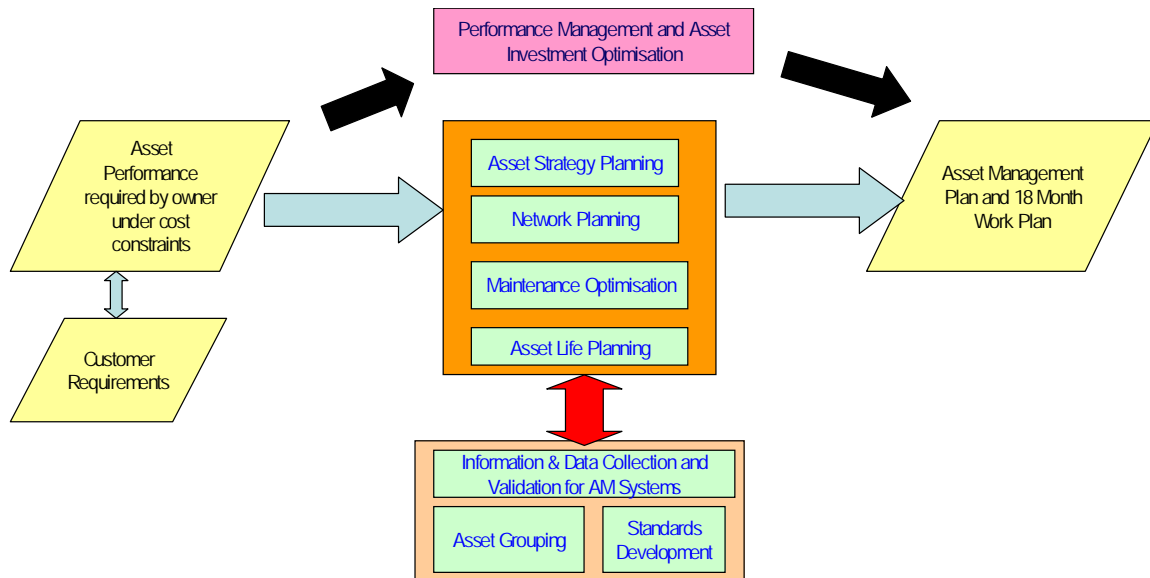 Performance Management and Asset
Investment Optimisation
Asset
Performance
required by owner
under cost
constraints
Customer
Requirements
Asset Strategy Planning
Network Planning
Maintenance Optimisation
Asset Life Planning
Asset Management
Plan and 18 Month
Work Plan
Information & Data Collection and
Validation for AM Systems
Asset Grouping
Standards
Development